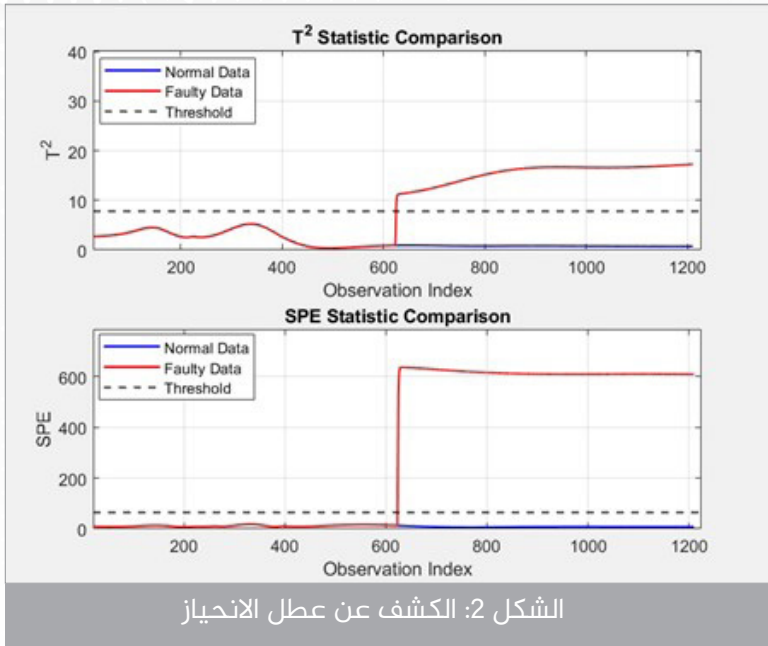 T² Statistic Comparison
40
30
20
10
0
T²
Normal Data
Faulty Data
Threshold
200 400 600 800 1000 1200
Observation Index
SPE Statistic Comparison
600
400
200
0
SPE
Normal Data
Faulty Data
Threshold
200 400 600 800 1000 1200
Observation Index
الشكل 2: الكشف عن عطل الانحياز